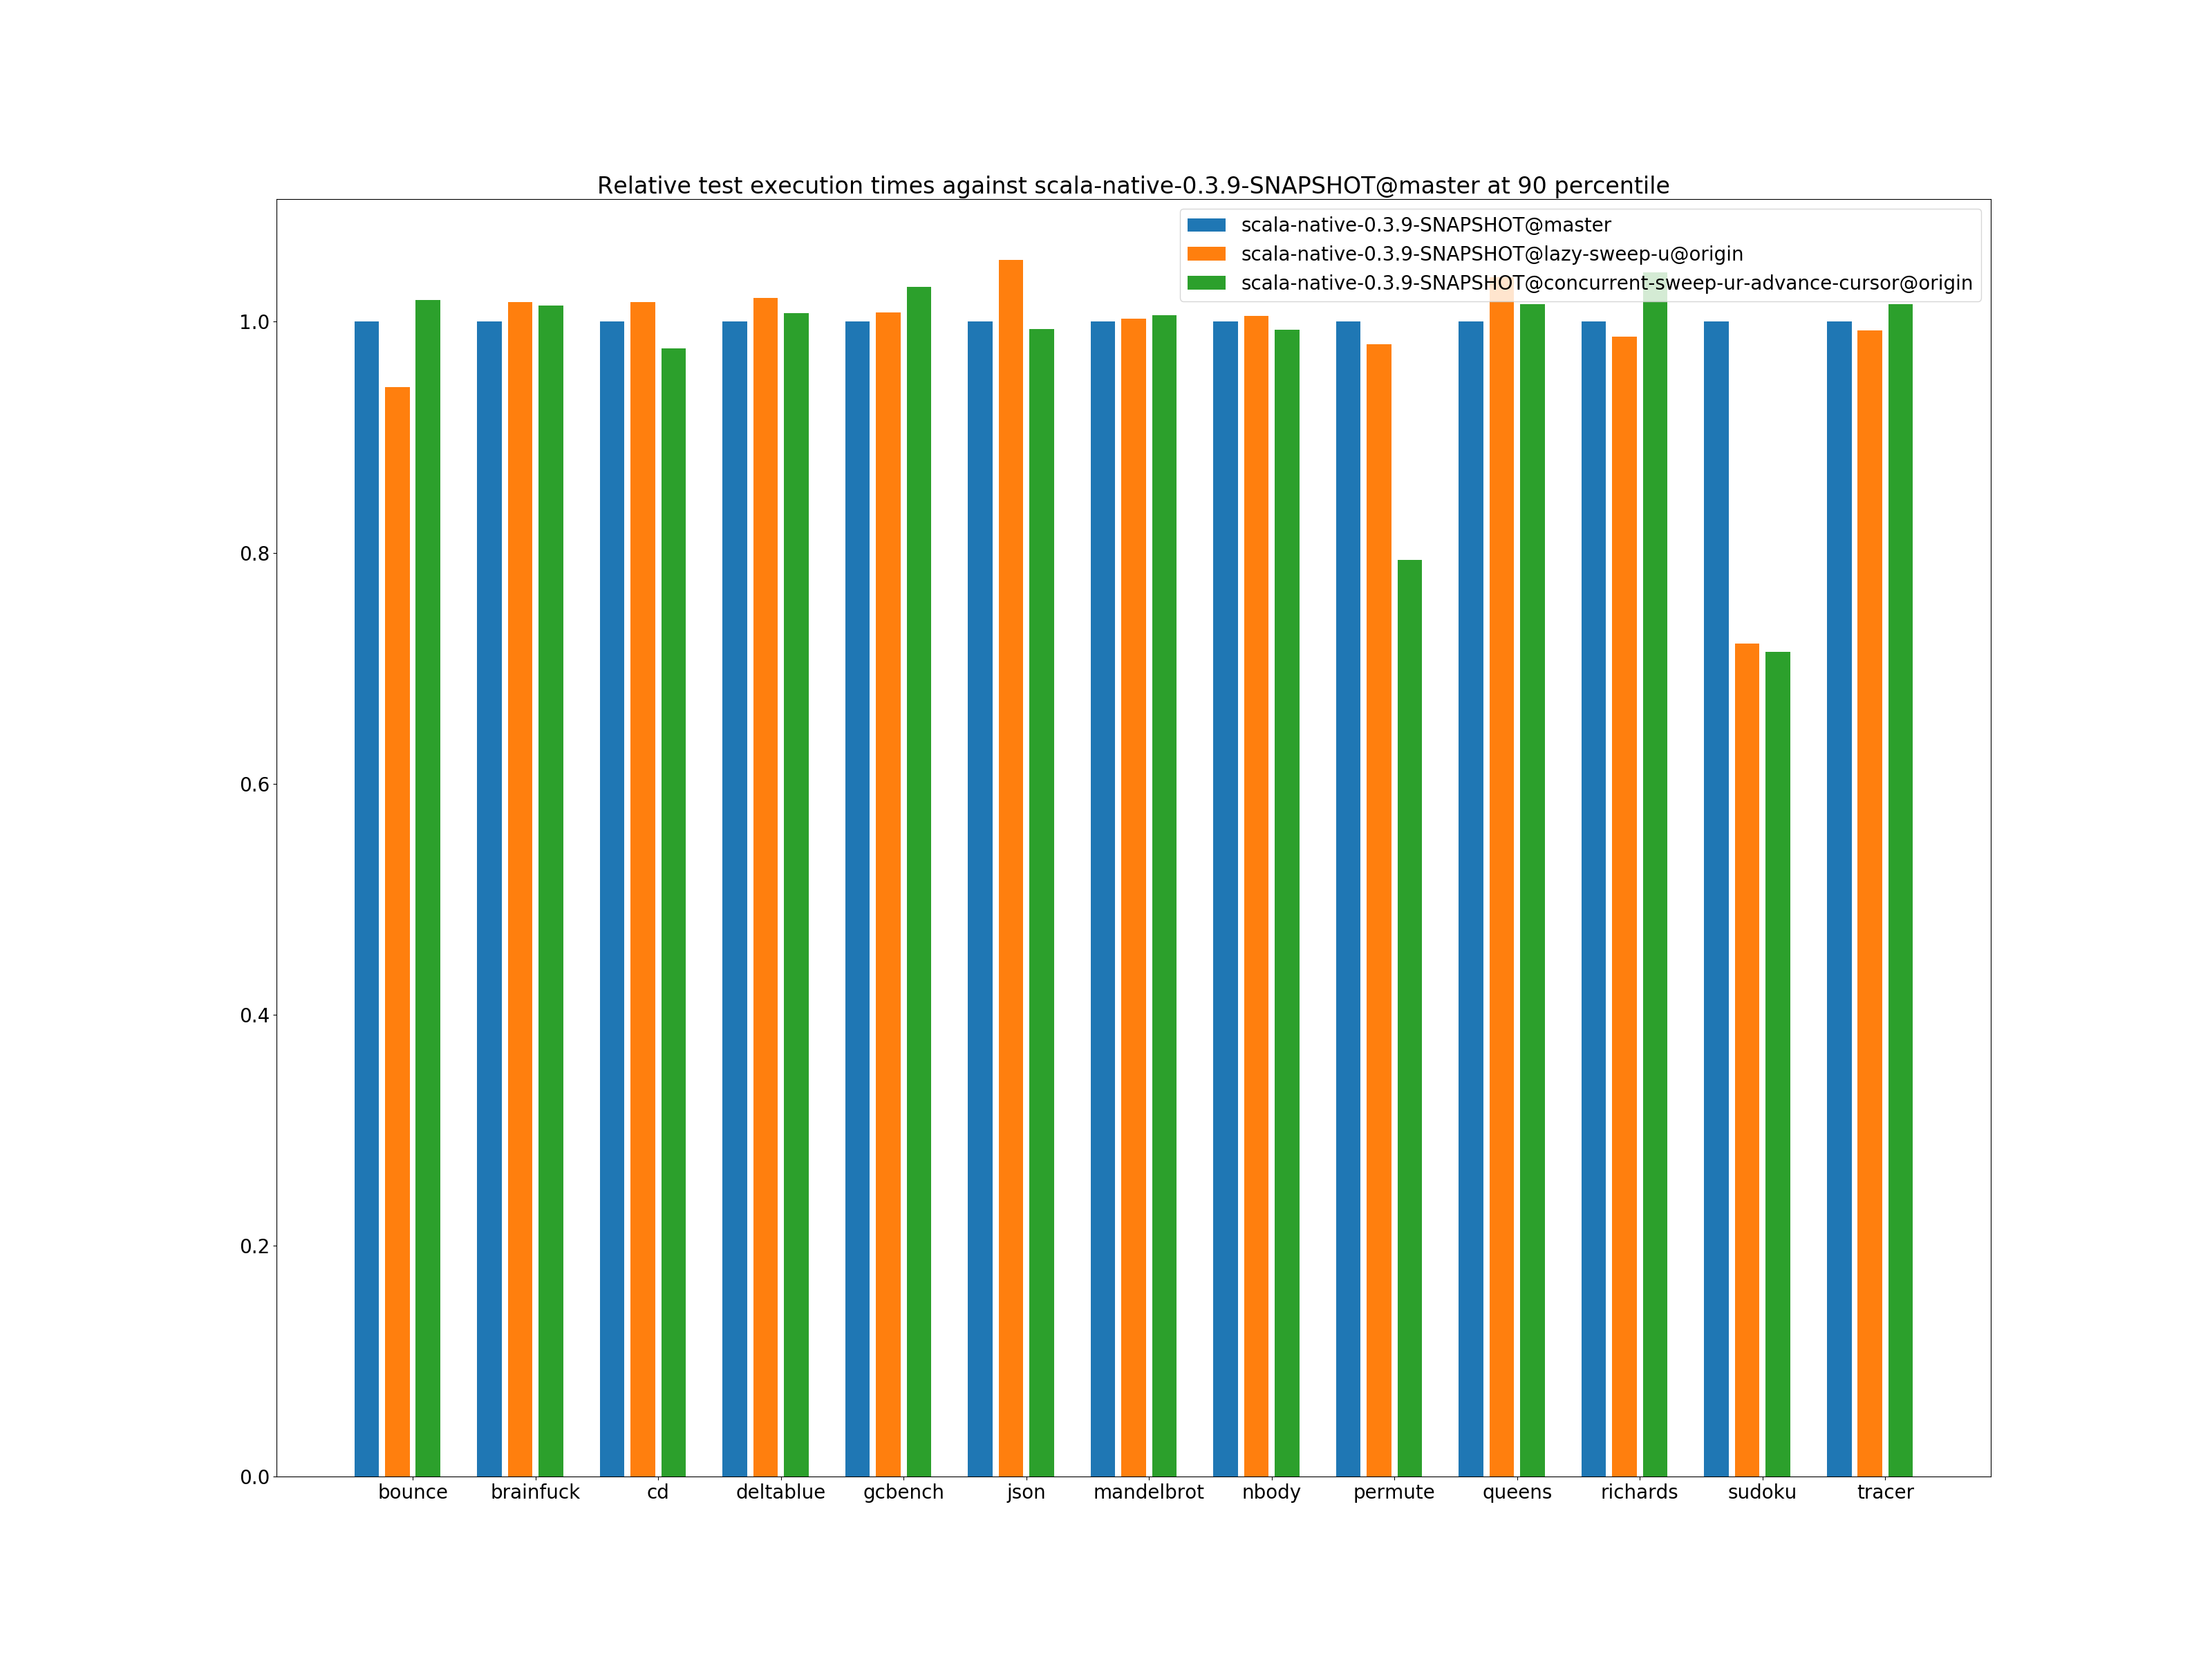 Relative test execution times against scala-native-0.3.9-SNAPSHOT@master at 90 percentile
scala-native-0.3.9-SNAPSHOT@master
scala-native-0.3.9-SNAPSHOT@lazy-sweep-u@origin
scala-native-0.3.9-SNAPSHOT@concurrent-sweep-ur-advance-cursor@origin
1.0
0.8
0.6
0.4
0.2
0.0
bounce brainfuck cd deltablue gcbench json mandelbrot nbody permute queens richards sudoku tracer